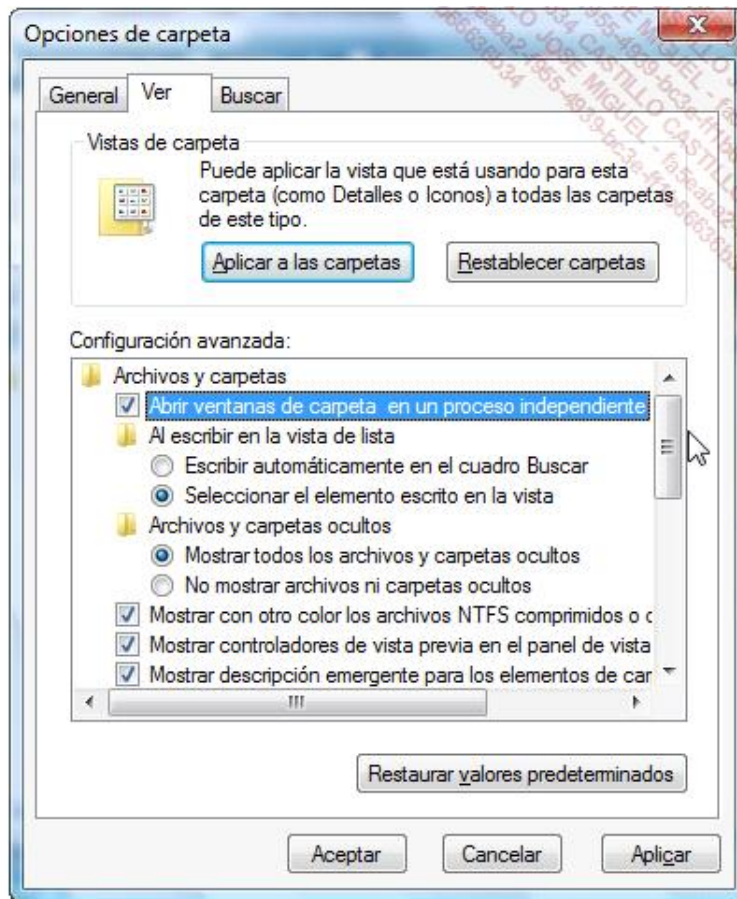 Opciones de carpeta
General Ver Buscar
Vistas de carpeta
Puede aplicar la vista que está usando para esta
carpeta (como Detalles o Iconos) a todas las carpetas
de este tipo.
Aplicar a las carpetas Restablecer carpetas
Configuración avanzada:
Archivos y carpetas
Abrir ventanas de carpeta en un proceso independiente
Al escribir en la vista de lista
Escribir automáticamente en el cuadro Buscar
Seleccionar el elemento escrito en la vista
Archivos y carpetas ocultos
Mostrar todos los archivos y carpetas ocultos
No mostrar archivos ni carpetas ocultos
Mostrar con otro color los archivos NTFS comprimidos o c
Mostrar controladores de vista previa en el panel de vista
Mostrar descripción emergente para los elementos de car
Restaurar valores predeterminados
Aceptar Cancelar Aplicar